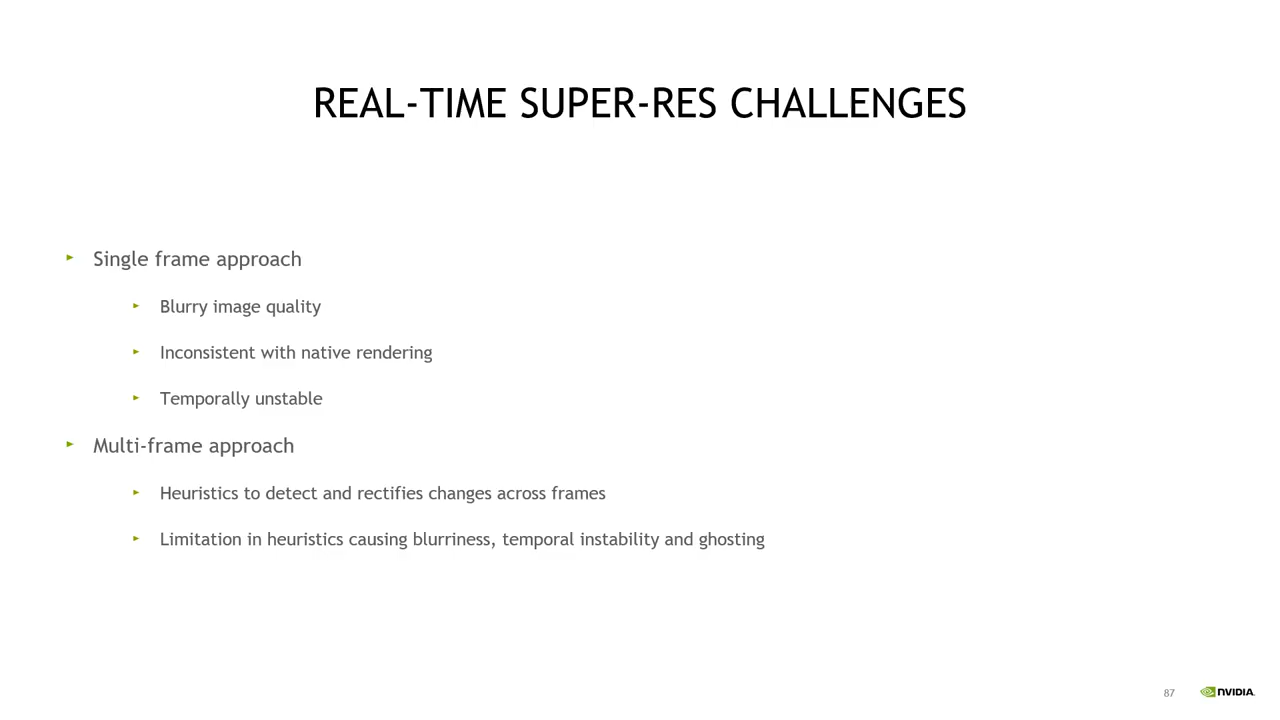 REAL-TIME SUPER-RES CHALLENGES
Single frame approach
Blurry image quality
Inconsistent with native rendering
Temporally unstable
Multi-frame approach
Heuristics to detect and rectifies changes across frames
Limitation in heuristics causing blurriness, temporal instability and ghosting
87
NVIDIA.